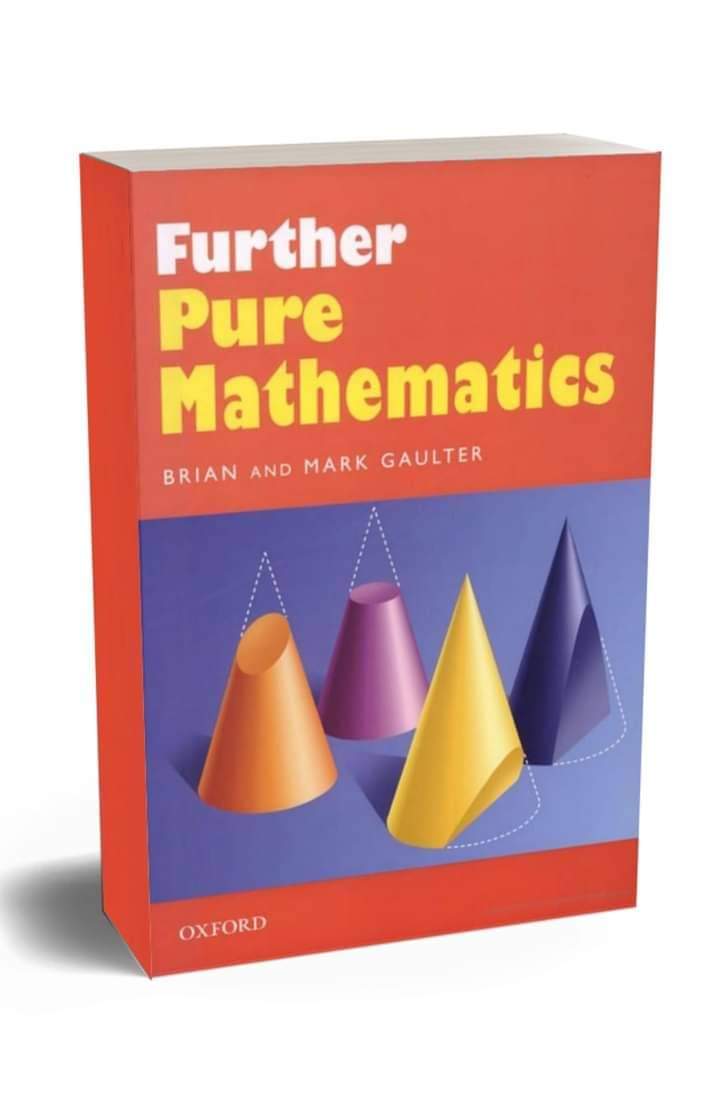 Further
Pure
Mathematics
BRIAN AND MARK GAULTER
OXFORD